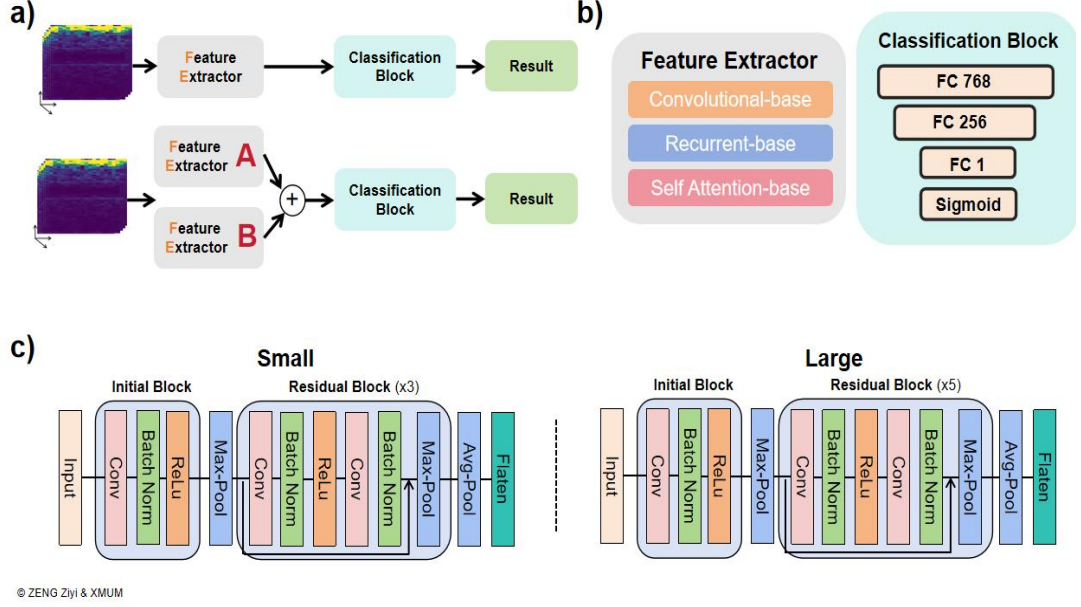 a)
Feature
Extractor
Classification
Block
Result
Feature
Extractor
A
Feature
Extractor
B
+
Classification
Block
Result
b)
Feature Extractor
Convolutional-base
Recurrent-base
Self Attention-base
Classification Block
FC 768
FC 256
FC 1
Sigmoid
c)
Small
Initial Block
Residual Block (x3)
Input
Conv
Batch Norm
ReLu
Max-Pool
Conv
Batch Norm
ReLu
Conv
Batch Norm
Max-Pool
Avg-Pool
Flaten
Large
Initial Block
Residual Block (x5)
Input
Conv
Batch Norm
ReLu
Max-Pool
Conv
Batch Norm
ReLu
Conv
Batch Norm
Max-Pool
Avg-Pool
Flaten
© ZENG Ziyi & XMUM